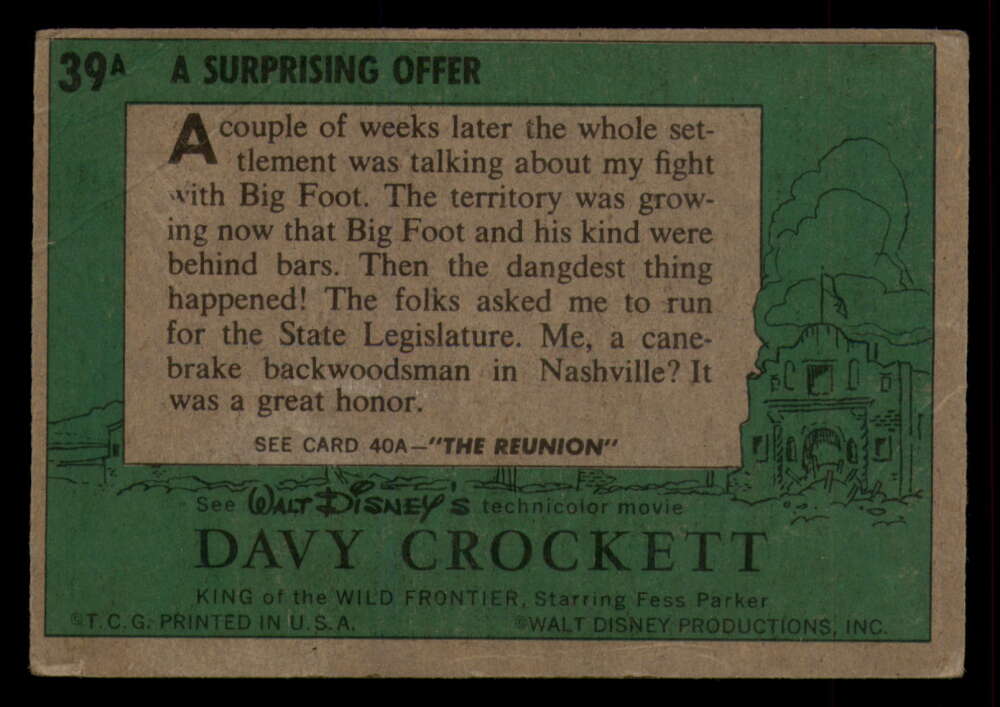 39A A SURPRISING OFFER
A couple of weeks later the whole set-
tlement was talking about my fight
with Big Foot. The territory was grow-
ing now that Big Foot and his kind were
behind bars. Then the dangdest thing
happened! The folks asked me to run
for the State Legislature. Me, a cane-
brake backwoodsman in Nashville? It
was a great honor.
SEE CARD 40A—"THE REUNION"
See WALT DISNEY'S technicolor movie
DAVY CROCKETT
KING of the WILD FRONTIER, Starring Fess Parker
©T.C.G. PRINTED IN U.S.A. ©WALT DISNEY PRODUCTIONS, INC.